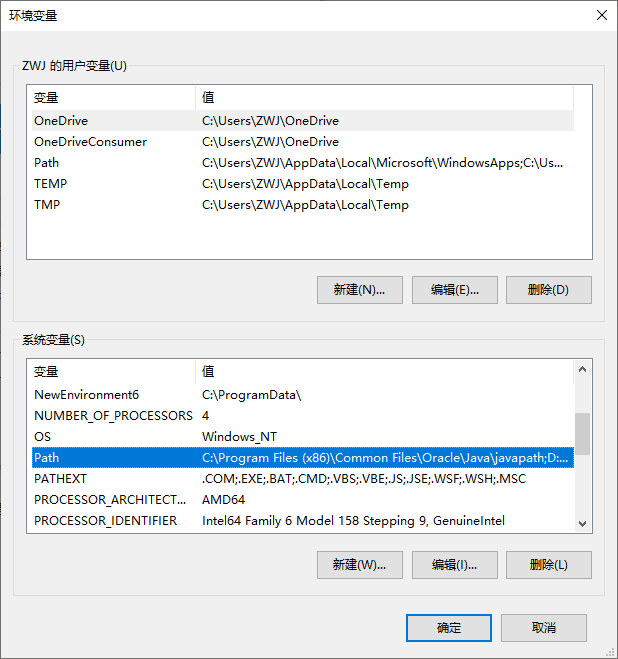 环境变量
ZWJ 的用户变量(U)
变量 值
OneDrive C:\Users\ZWJ\OneDrive
OneDriveConsumer C:\Users\ZWJ\OneDrive
Path C:\Users\ZWJ\AppData\Local\Microsoft\WindowsApps;C:\Us...
TEMP C:\Users\ZWJ\AppData\Local\Temp
TMP C:\Users\ZWJ\AppData\Local\Temp
新建(N)... 编辑(E)... 删除(D)
系统变量(S)
变量 值
NewEnvironment6 C:\ProgramData\
NUMBER_OF_PROCESSORS 4
OS Windows_NT
Path C:\Program Files (x86)\Common Files\Oracle\Java\javapath;D:...
PATHEXT .COM;.EXE;.BAT;.CMD;.VBS;.VBE;.JS;.JSE;.WSF;.WSH;.MSC
PROCESSOR_ARCHITECT... AMD64
PROCESSOR_IDENTIFIER Intel64 Family 6 Model 158 Stepping 9, GenuineIntel
新建(W)... 编辑(I)... 删除(L)
确定 取消